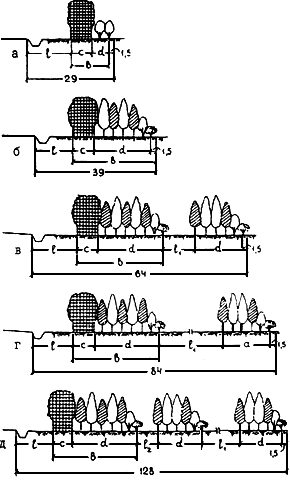 а l c d 1,5
в
29
б l c d 1,5
в
39
в l c d l₁ d 1,5
в
64
г l c d l₁ a 1,5
в
84
д l c d l₂ d l₁ d
в 1,5
128